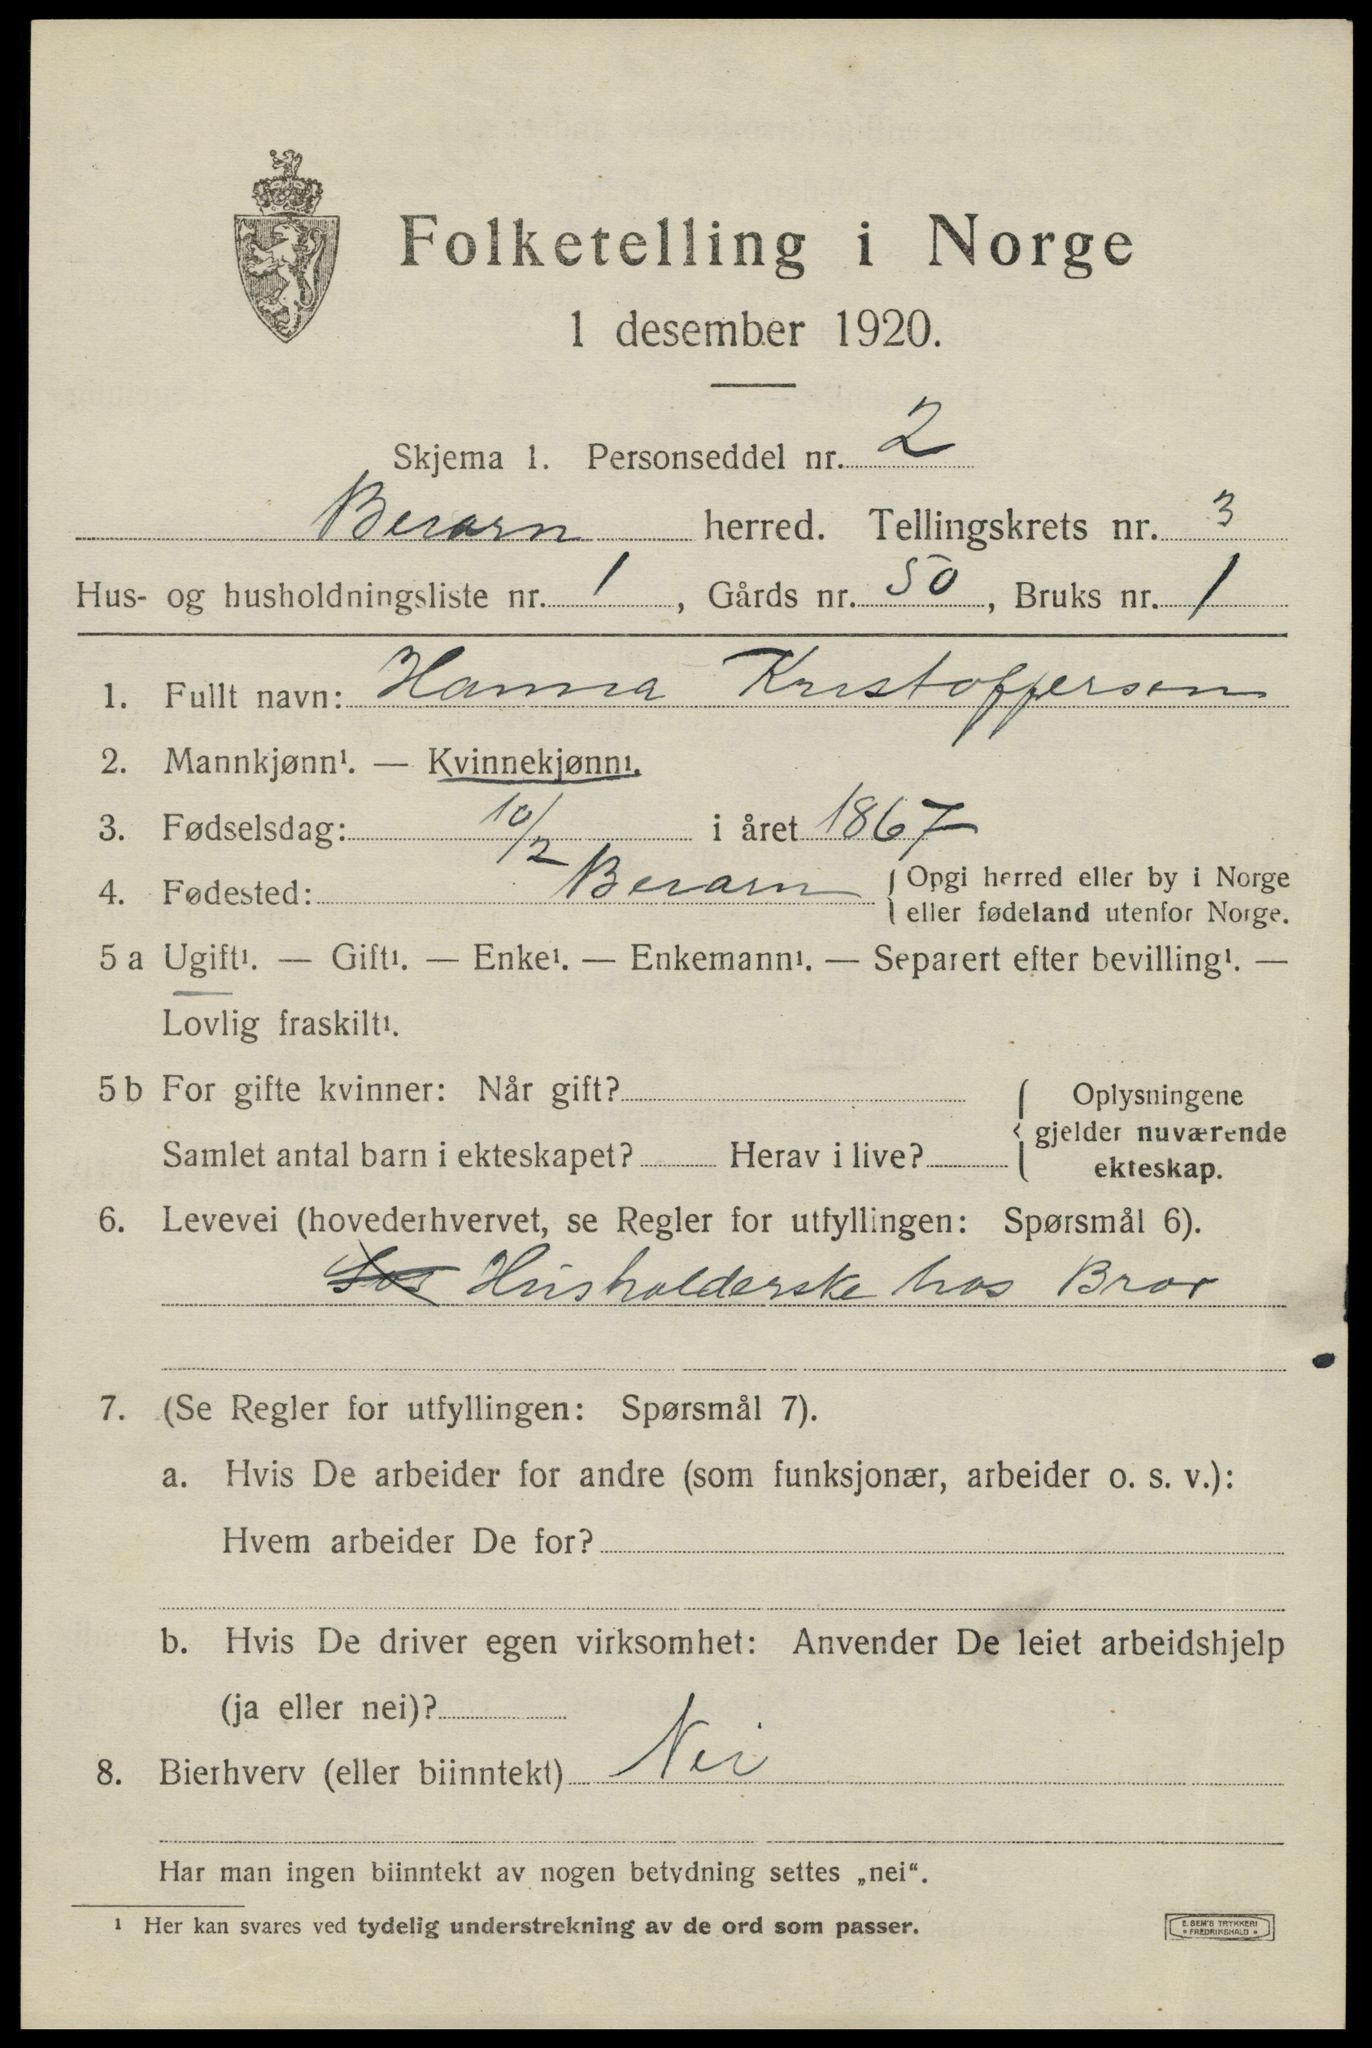 Folketelling i Norge
1 desember 1920.
Skjema 1. Personseddel nr. 2
Beiarn herred. Tellingskrets nr. 3
Hus- og husholdningsliste nr. 1, Gårds nr. 50, Bruks nr. 1
1. Fullt navn: Hanna Kristoffersen
2. Mannkjønn¹. — Kvinnekjønn¹.
3. Fødselsdag: 10/2 i året 1867
4. Fødested: Beiarn { Opgi herred eller by i Norge
eller fødeland utenfor Norge.
5 a Ugift¹. — Gift¹. — Enke¹. — Enkemann¹. — Separert efter bevilling¹. —
Lovlig fraskilt¹.
5 b For gifte kvinner: Når gift? { Oplysningene
gjelder nuværende
Samlet antal barn i ekteskapet? Herav i live?
ekteskap.
6. Levevei (hovederhvervet, se Regler for utfyllingen: Spørsmål 6).
Husholderske hos Bror
7. (Se Regler for utfyllingen: Spørsmål 7).
a. Hvis De arbeider for andre (som funksjonær, arbeider o. s. v.):
Hvem arbeider De for?
b. Hvis De driver egen virksomhet: Anvender De leiet arbeidshjelp
(ja eller nei)?
8. Bierhverv (eller biinntekt) Nei
Har man ingen biinntekt av nogen betydning settes „nei“.
¹ Her kan svares ved tydelig understrekning av de ord som passer.
E. SEM'S TRYKKERI
FREDRIKSHALD